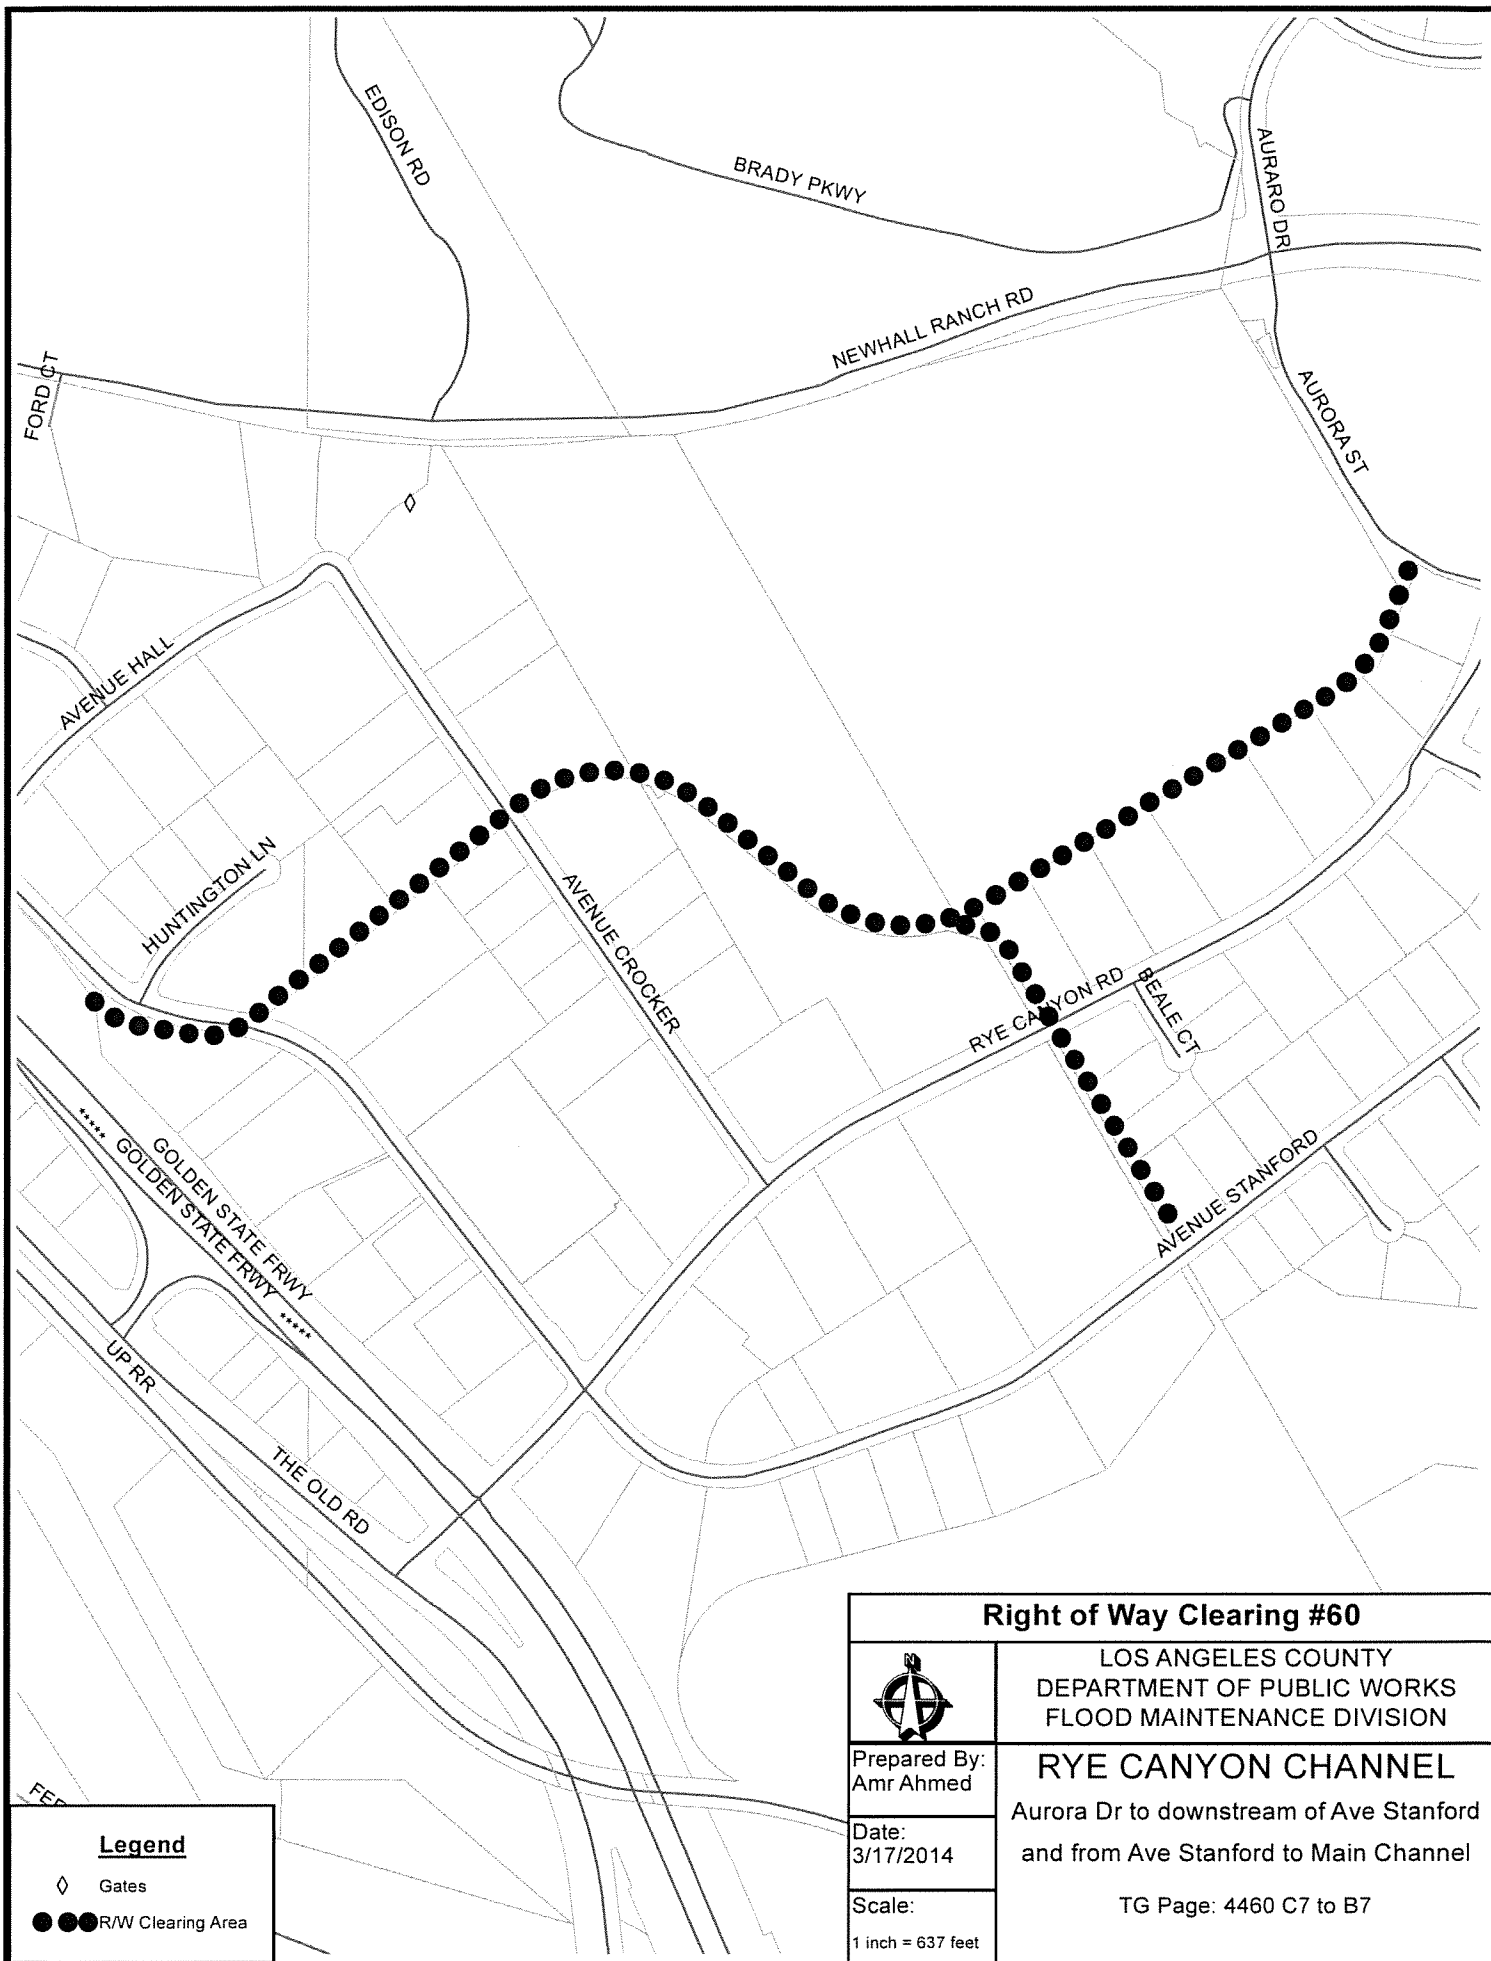 EDISON RD
BRADY PKWY
AURARO DR
NEWHALL RANCH RD
FORD CT
AURORA ST
AVENUE HALL
HUNTINGTON LN
AVENUE CROCKER
RYE CANYON RD
BEALE CT
AVENUE STANFORD
GOLDEN STATE FRWY
***** GOLDEN STATE FRWY *****
UP RR
THE OLD RD
Legend
Gates
R/W Clearing Area
Right of Way Clearing #60
N
LOS ANGELES COUNTY
DEPARTMENT OF PUBLIC WORKS
FLOOD MAINTENANCE DIVISION
Prepared By:
Amr Ahmed
RYE CANYON CHANNEL
Aurora Dr to downstream of Ave Stanford
and from Ave Stanford to Main Channel
Date:
3/17/2014
TG Page: 4460 C7 to B7
Scale:
1 inch = 637 feet